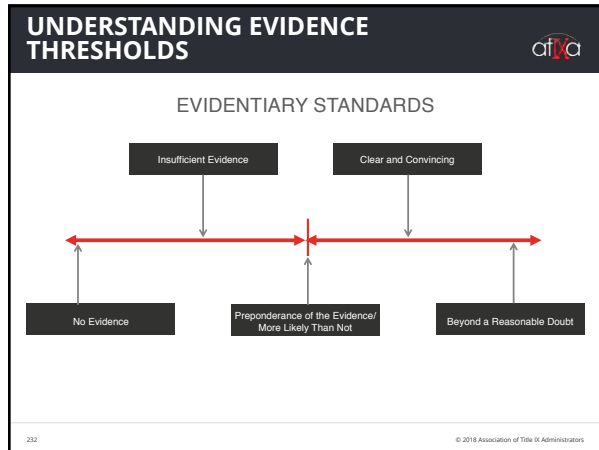 UNDERSTANDING EVIDENCE
THRESHOLDS
atIXa
EVIDENTIARY STANDARDS
Insufficient Evidence
Clear and Convincing
No Evidence
Preponderance of the Evidence/
More Likely Than Not
Beyond a Reasonable Doubt
232
© 2018 Association of Title IX Administrators